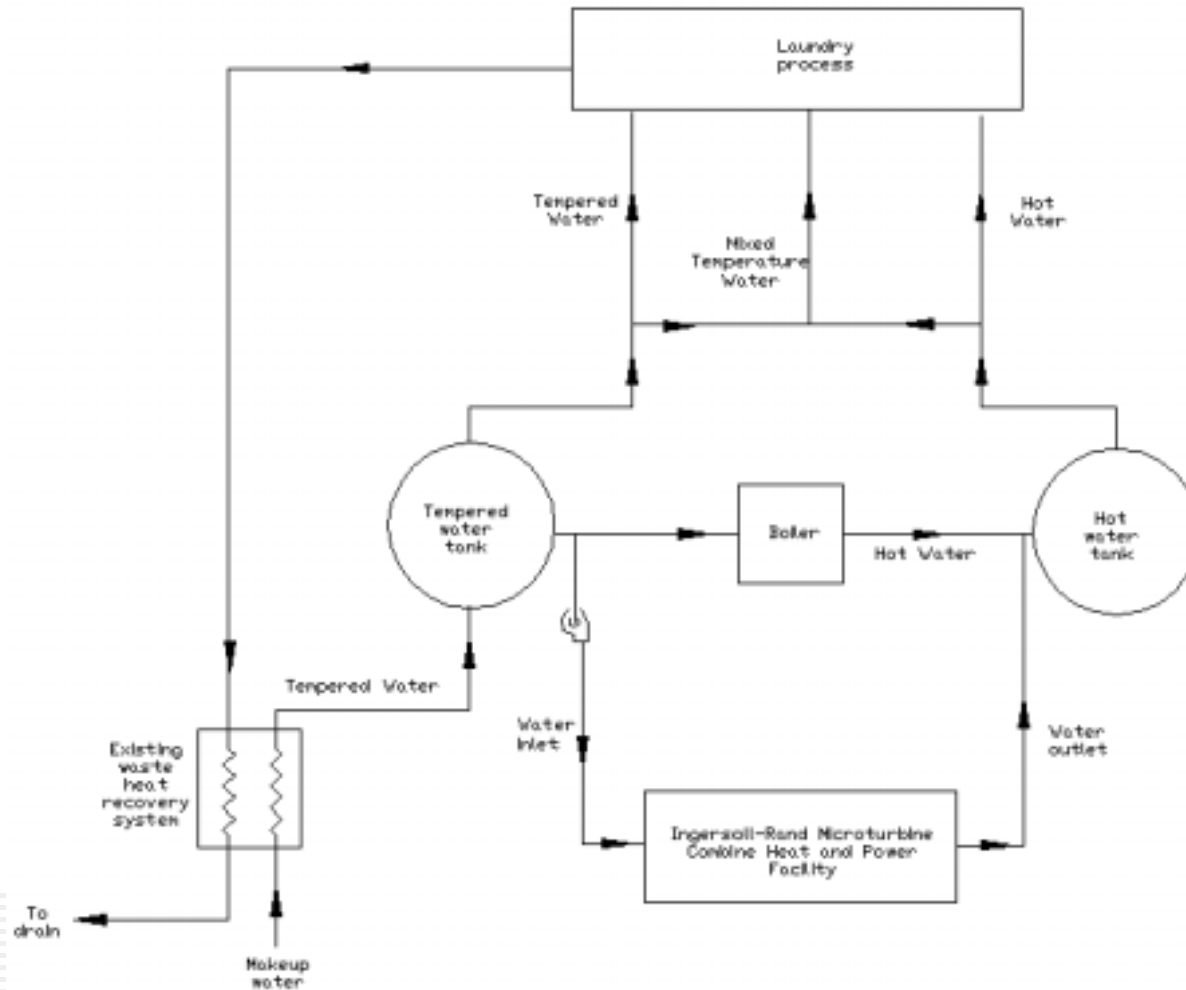 Laundry
process
Tempered
Water
Mixed
Temperature
Water
Hot
Water
Tempered
water
tank
Boiler
Hot Water
Hot
water
tank
Tempered Water
Water
inlet
Water
outlet
Existing
waste
heat
recovery
system
Ingersoll-Rand Microturbine
Combine Heat and Power
Facility
To
drain
Makeup
water